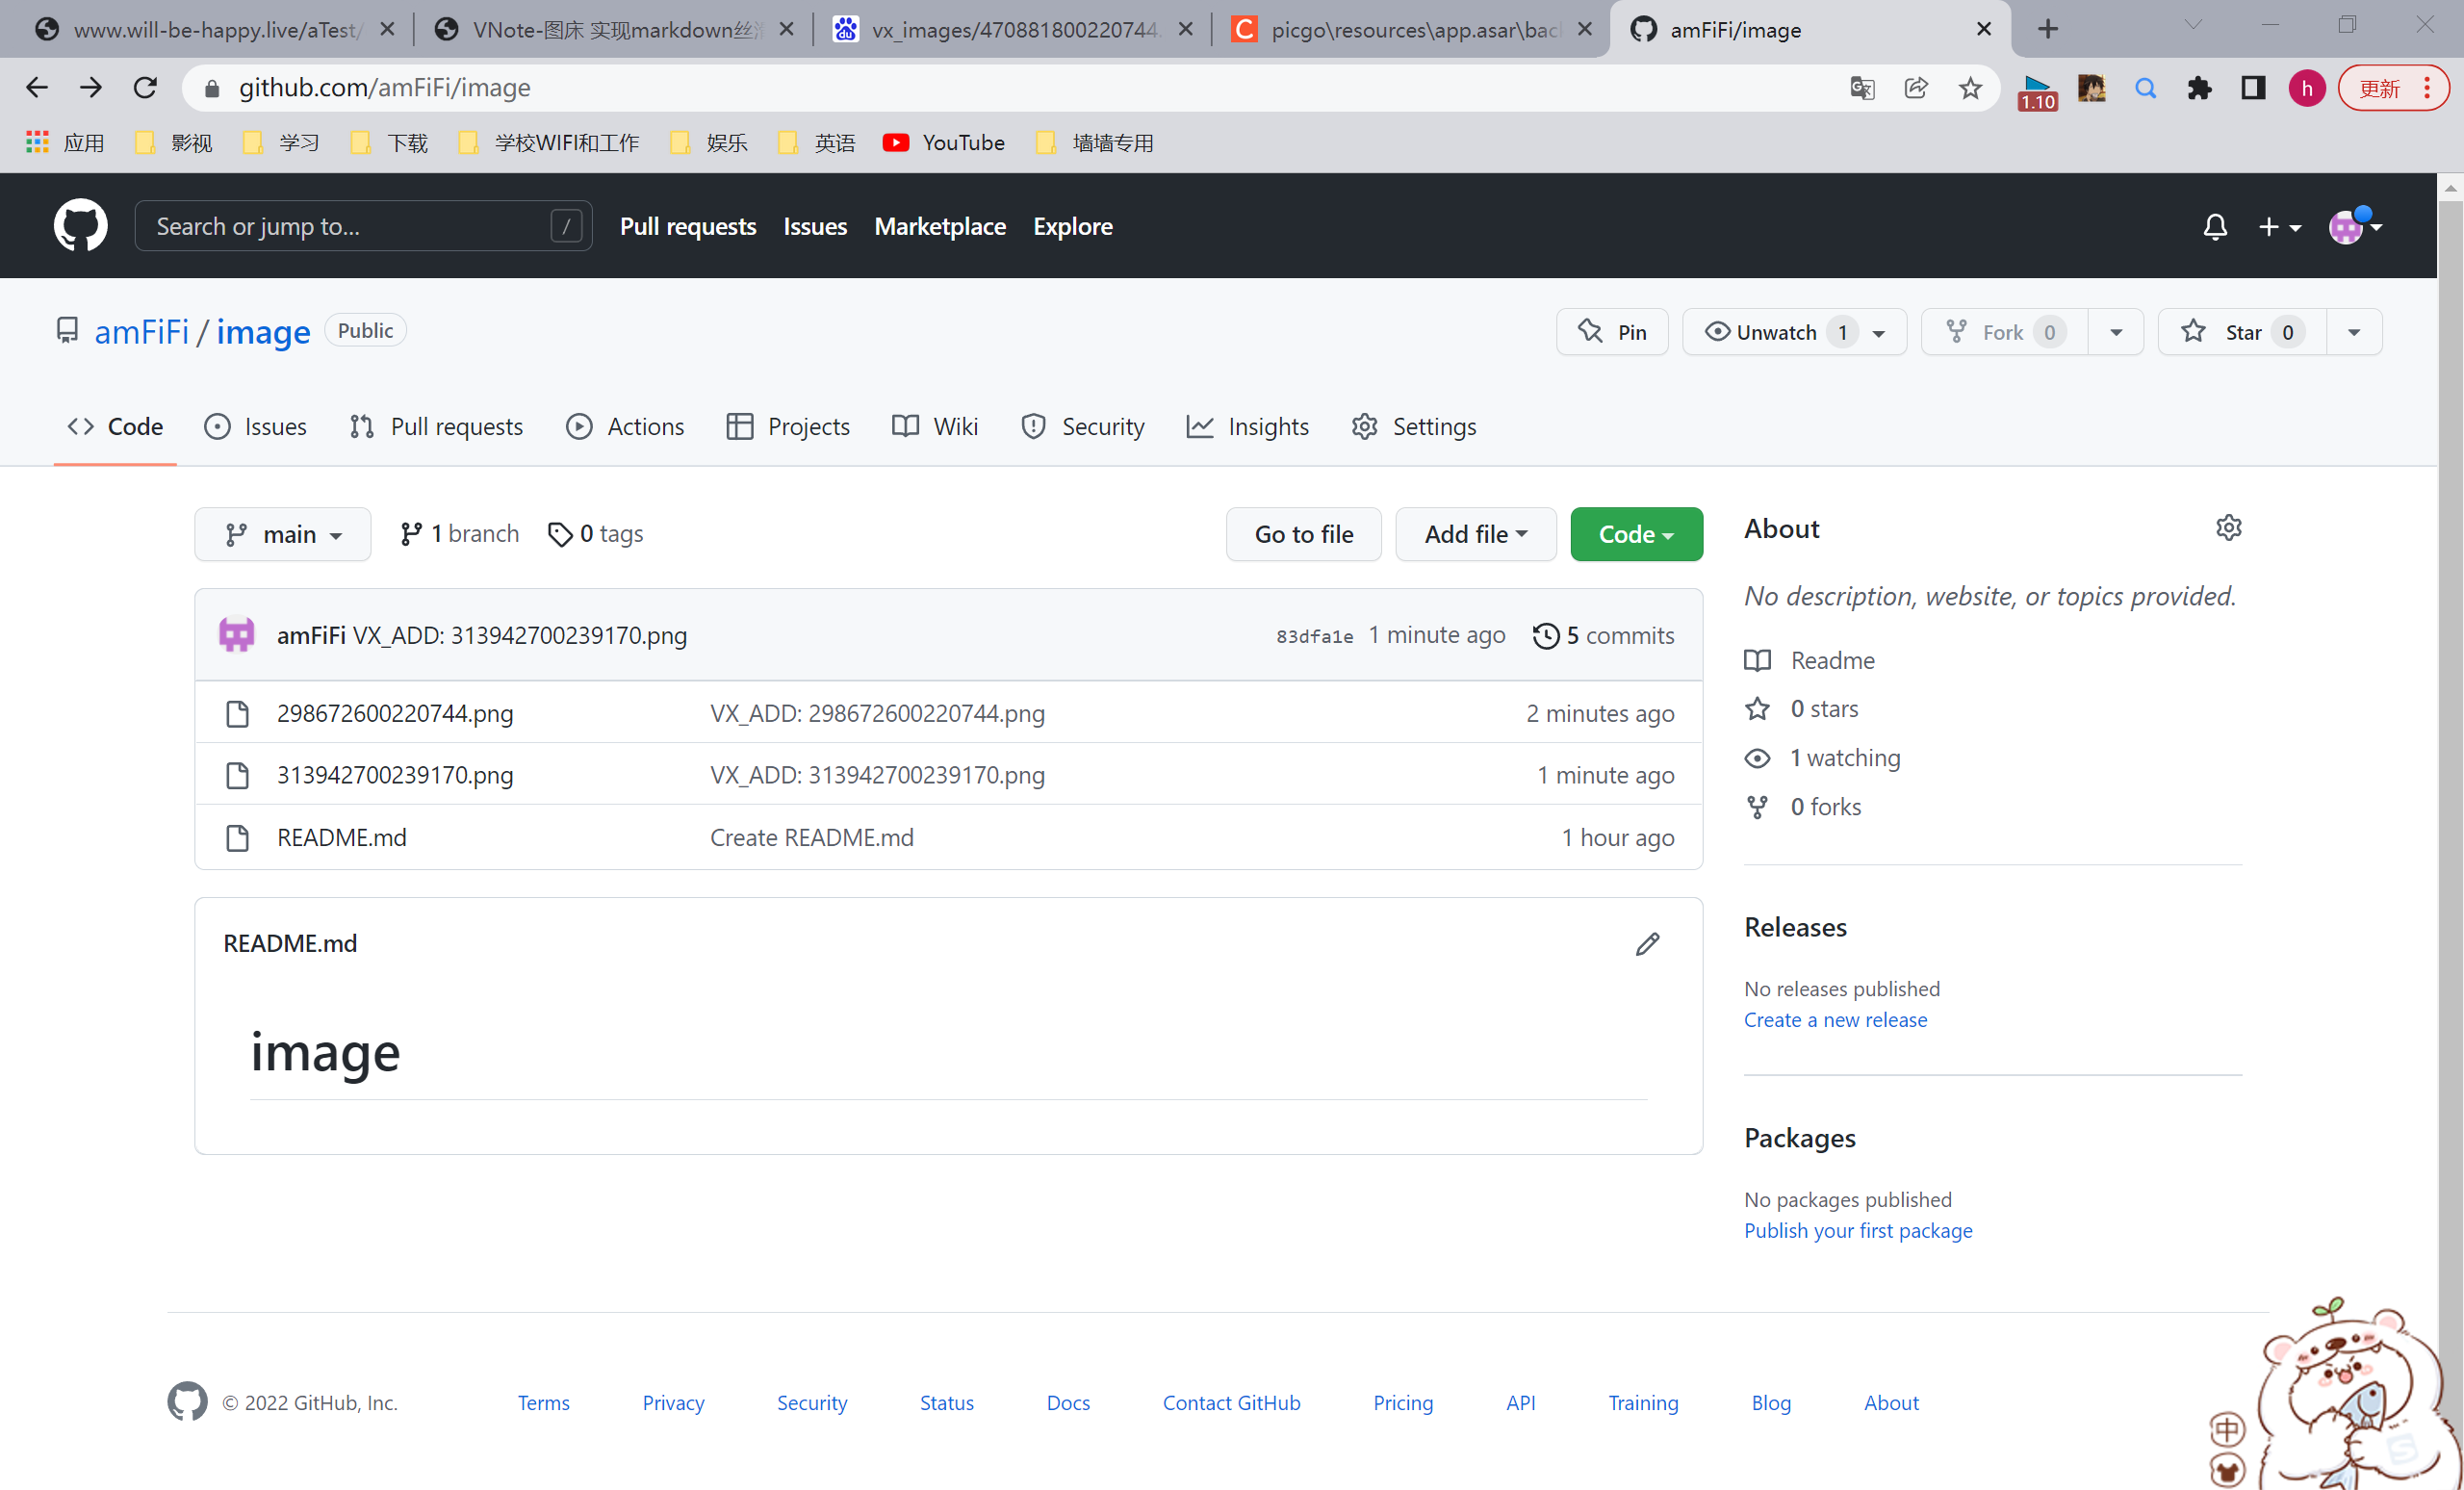 www.will-be-happy.live/aTest/
VNote-图床 实现markdown丝滑
vx_images/470881800220744.
picgo\resources\app.asar\bac
amFiFi/image
github.com/amFiFi/image
1.10
h
更新
应用
影视
学习
下载
学校WIFI和工作
娱乐
英语
YouTube
墙墙专用
Search or jump to...
/
Pull requests
Issues
Marketplace
Explore
amFiFi / image Public
Pin
Unwatch 1
Fork 0
Star 0
Code
Issues
Pull requests
Actions
Projects
Wiki
Security
Insights
Settings
main
1 branch
0 tags
Go to file
Add file
Code
amFiFi VX_ADD: 313942700239170.png
83dfa1e 1 minute ago
5 commits
298672600220744.png VX_ADD: 298672600220744.png 2 minutes ago
313942700239170.png VX_ADD: 313942700239170.png 1 minute ago
README.md Create README.md 1 hour ago
README.md
image
About
No description, website, or topics provided.
Readme
0 stars
1 watching
0 forks
Releases
No releases published
Create a new release
Packages
No packages published
Publish your first package
© 2022 GitHub, Inc.
Terms
Privacy
Security
Status
Docs
Contact GitHub
Pricing
API
Training
Blog
About
中
S